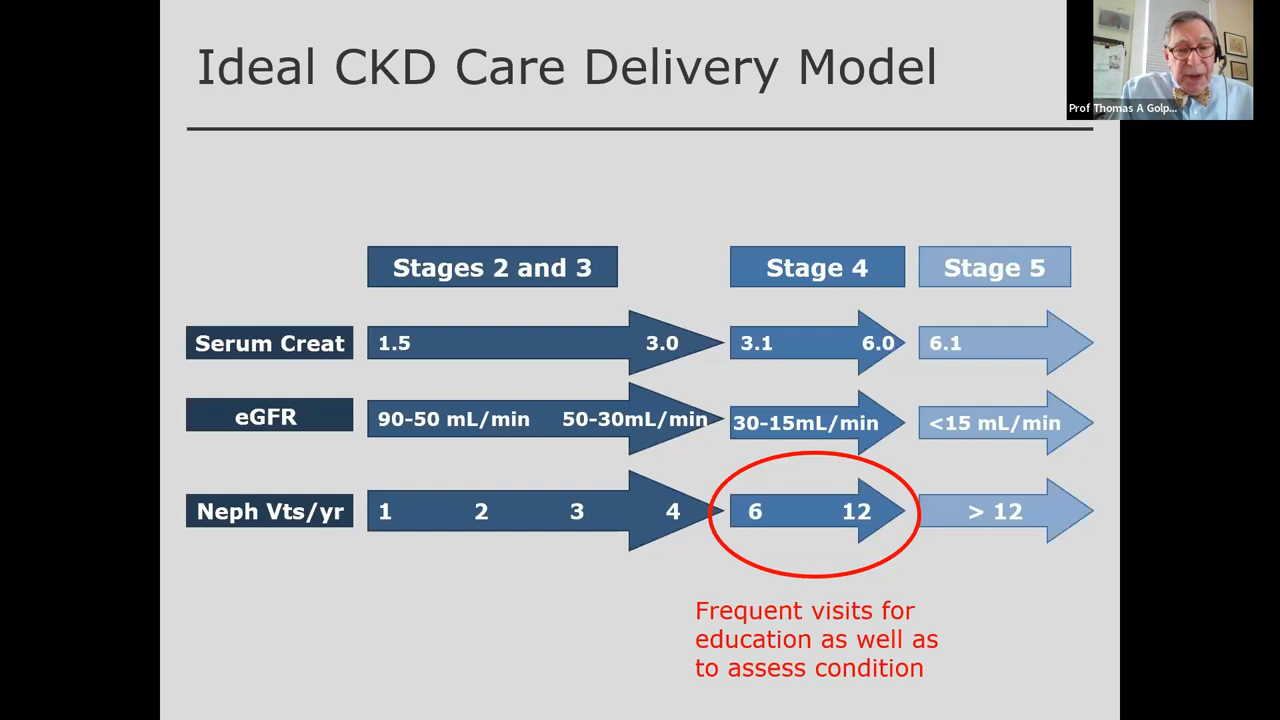 Ideal CKD Care Delivery Model
Prof Thomas A Golp...
Stages 2 and 3
Stage 4
Stage 5
Serum Creat
1.5
3.0
3.1
6.0
6.1
eGFR
90-50 mL/min
50-30mL/min
30-15mL/min
<15 mL/min
Neph Vts/yr
1
2
3
4
6
12
> 12
Frequent visits for
education as well as
to assess condition